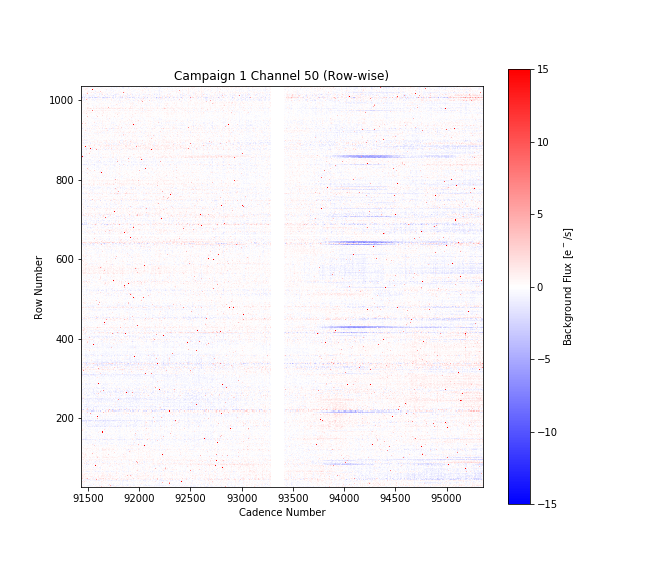 Campaign 1 Channel 50 (Row-wise)
1000
800
600
400
200
Row Number
91500 92000 92500 93000 93500 94000 94500 95000
Cadence Number
15
10
5
0
−5
−10
−15
Background Flux [e⁻/s]